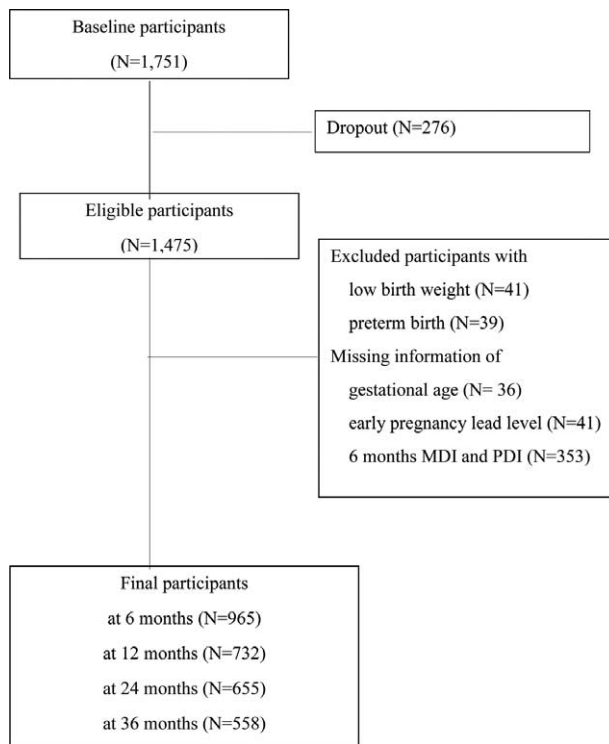 Baseline participants
(N=1,751)
Dropout (N=276)
Eligible participants
(N=1,475)
Excluded participants with
low birth weight (N=41)
preterm birth (N=39)
Missing information of
gestational age (N= 36)
early pregnancy lead level (N=41)
6 months MDI and PDI (N=353)
Final participants
at 6 months (N=965)
at 12 months (N=732)
at 24 months (N=655)
at 36 months (N=558)